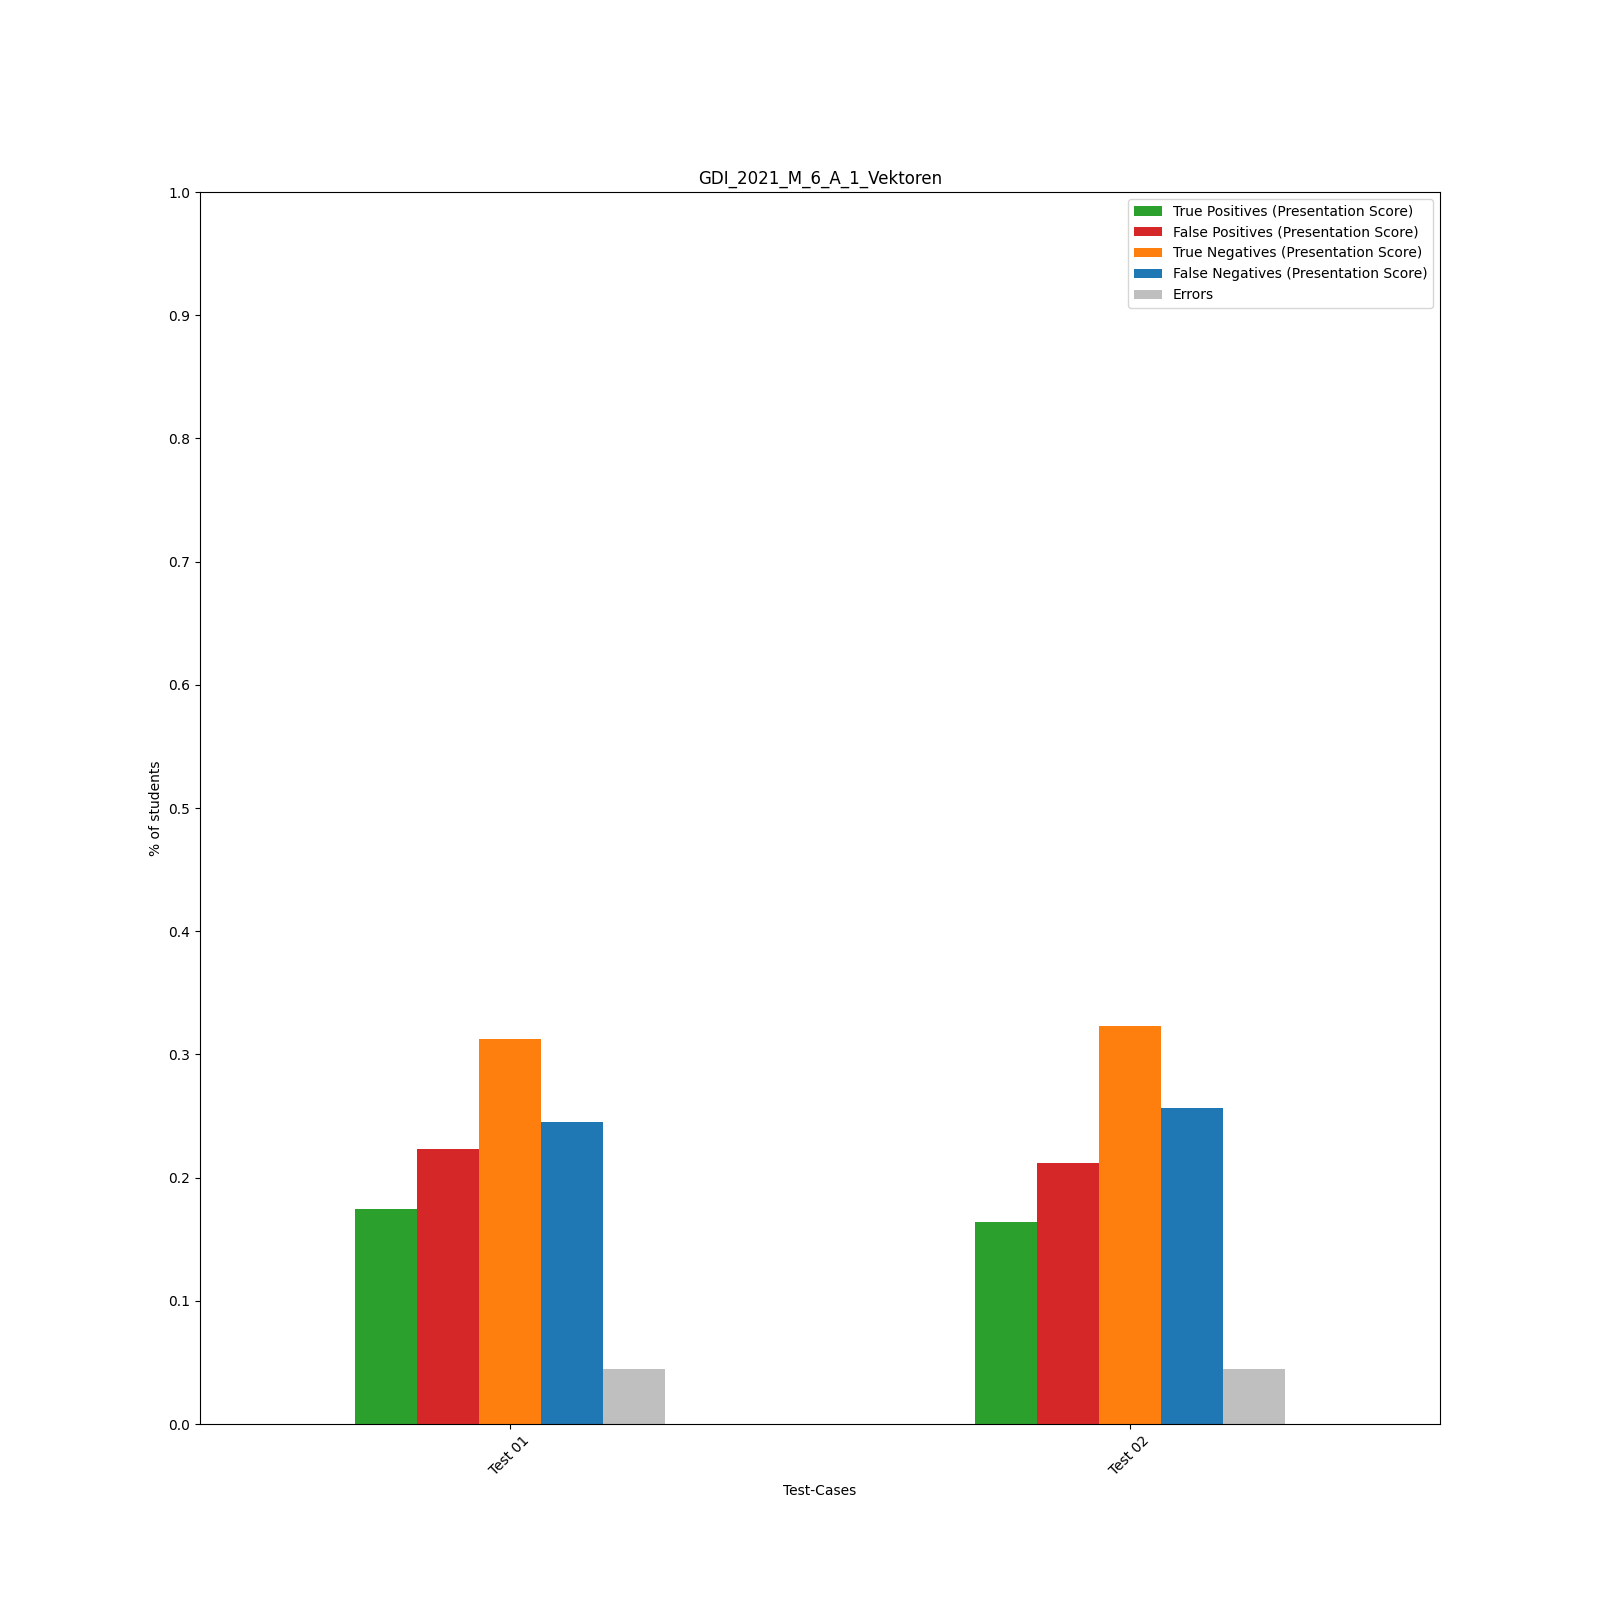 GDI_2021_M_6_A_1_Vektoren
True Positives (Presentation Score)
False Positives (Presentation Score)
True Negatives (Presentation Score)
False Negatives (Presentation Score)
Errors
% of students
1.0
0.9
0.8
0.7
0.6
0.5
0.4
0.3
0.2
0.1
0.0
Test 01
Test 02
Test-Cases